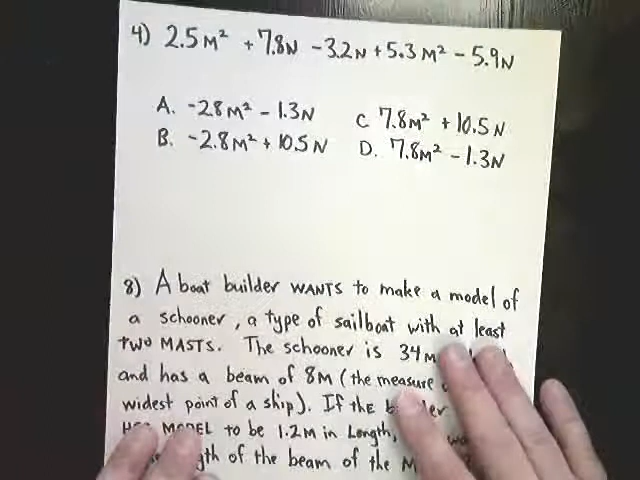 4) 2.5M² + 7.8N - 3.2N + 5.3M² - 5.9N
A. -2.8M² - 1.3N
B. -2.8M² + 10.5N
C 7.8M² + 10.5N
D. 7.8M² - 1.3N
8) A boat builder WANTS to make a model of
a schooner, a type of sailboat with at least
TWO MASTS. The schooner is 34M
and has a beam of 8M (the measure
widest point of a ship). If the
MODEL to be 1.2M in Length,
of the beam of the